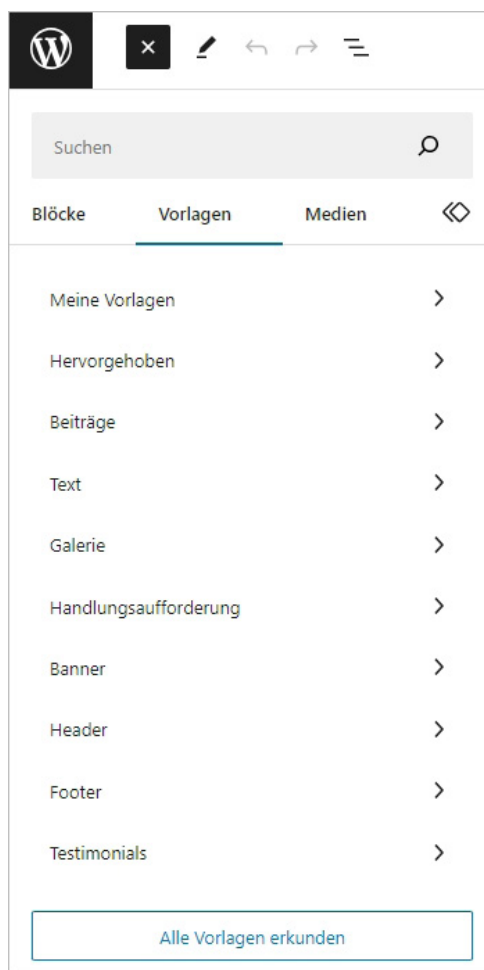 Suchen
Blöcke Vorlagen Medien
Meine Vorlagen
Hervorgehoben
Beiträge
Text
Galerie
Handlungsaufforderung
Banner
Header
Footer
Testimonials
Alle Vorlagen erkunden